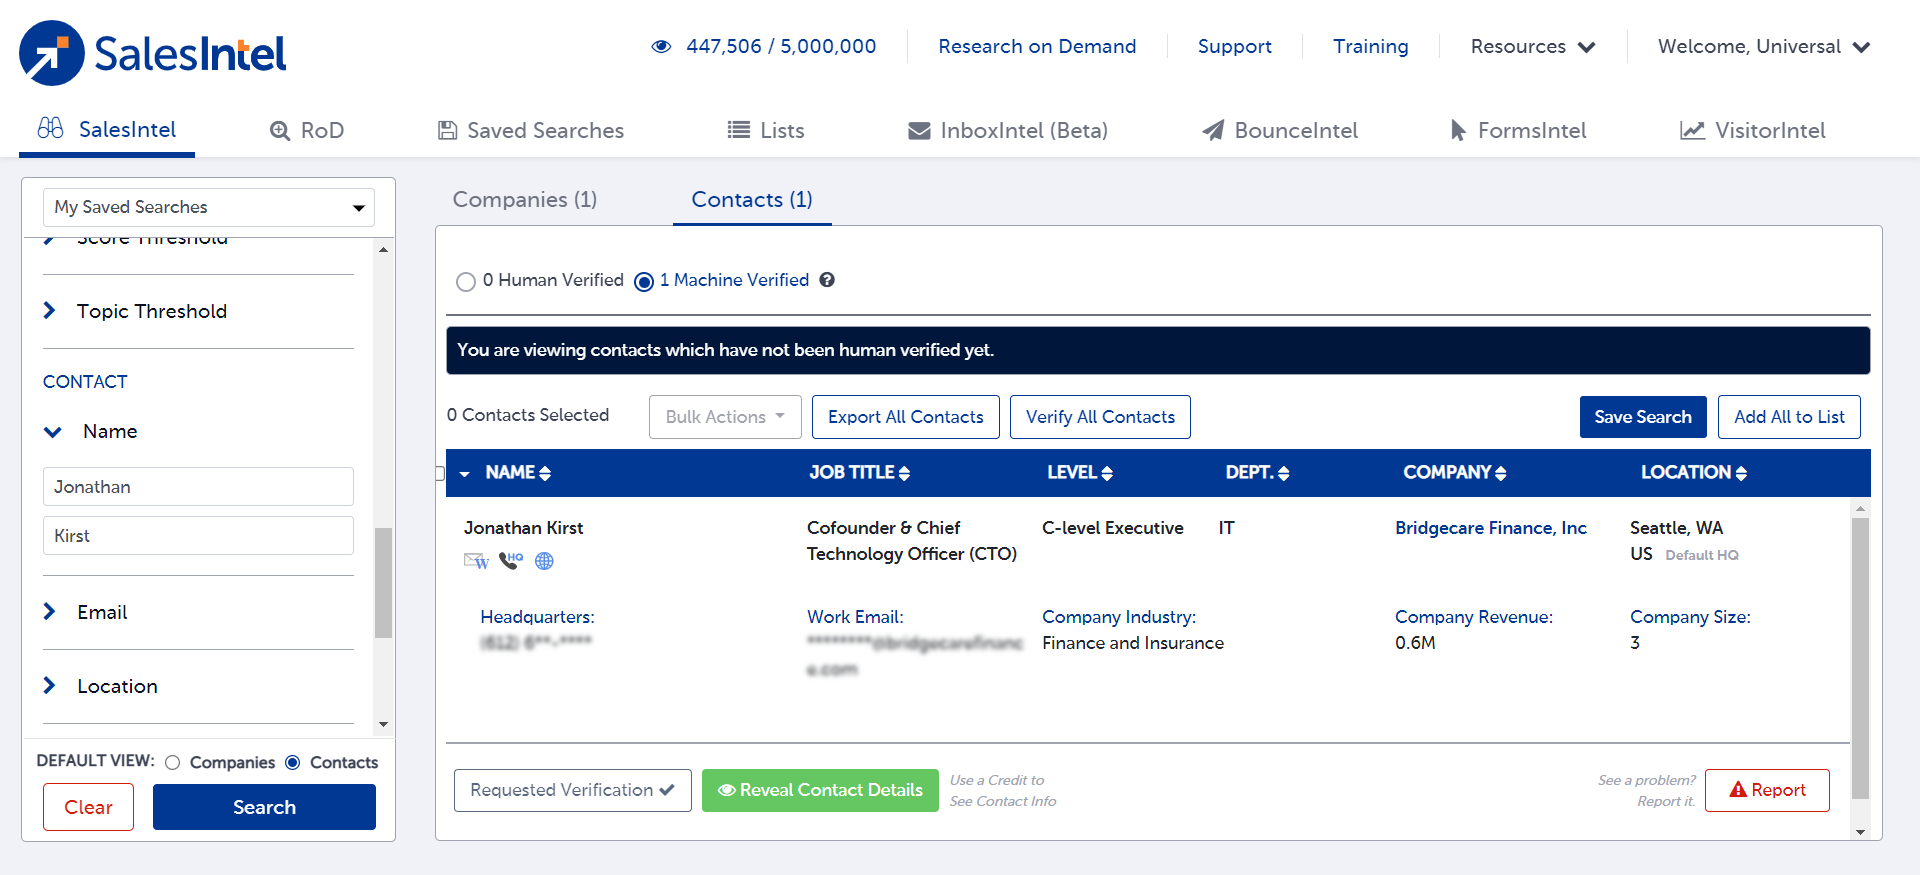 SalesIntel
447,506 / 5,000,000
Research on Demand
Support
Training
Resources
Welcome, Universal
SalesIntel
RoD
Saved Searches
Lists
InboxIntel (Beta)
BounceIntel
FormsIntel
VisitorIntel
My Saved Searches
Score Threshold
Topic Threshold
CONTACT
Name
Jonathan
Kirst
Email
Location
DEFAULT VIEW: Companies Contacts
Clear
Search
Companies (1)
Contacts (1)
0 Human Verified 1 Machine Verified ?
You are viewing contacts which have not been human verified yet.
0 Contacts Selected
Bulk Actions
Export All Contacts
Verify All Contacts
Save Search
Add All to List
NAME JOB TITLE LEVEL DEPT. COMPANY LOCATION
Jonathan Kirst
W HQ
Cofounder & Chief
Technology Officer (CTO)
C-level Executive
IT
Bridgecare Finance, Inc
Seattle, WA
US Default HQ
Headquarters:
(612) 6**-****
Work Email:
********@bridgecarefinanc
e.com
Company Industry:
Finance and Insurance
Company Revenue:
0.6M
Company Size:
3
Requested Verification
Reveal Contact Details
Use a Credit to
See Contact Info
See a problem?
Report it.
Report